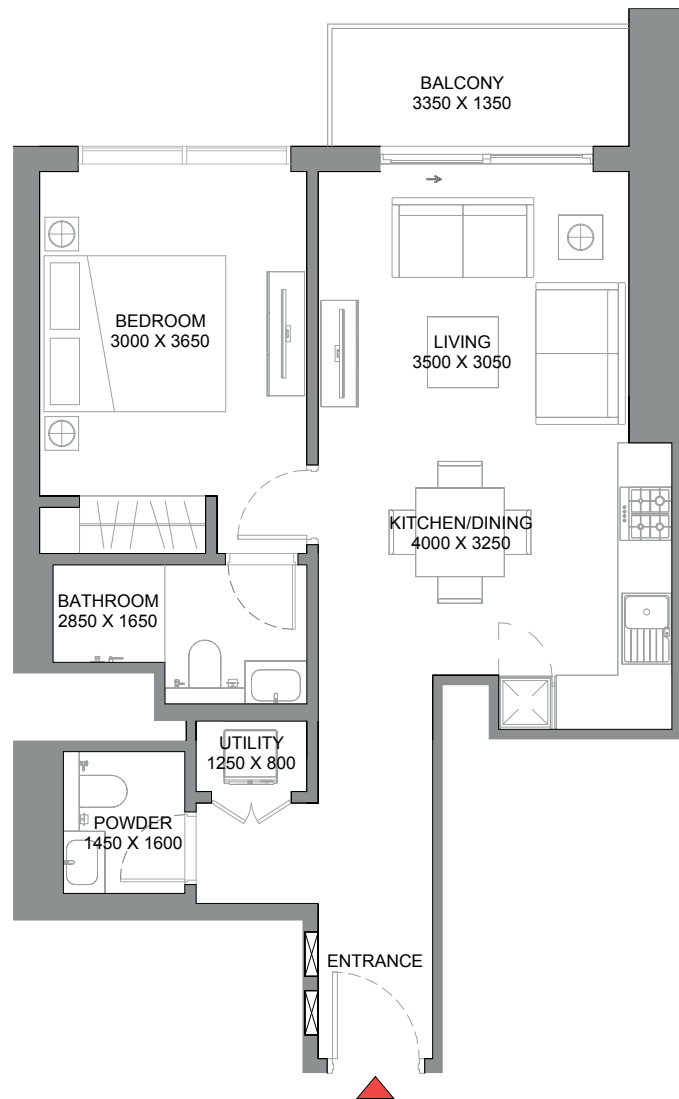 BALCONY
3350 X 1350
BEDROOM
3000 X 3650
LIVING
3500 X 3050
KITCHEN/DINING
4000 X 3250
BATHROOM
2850 X 1650
UTILITY
1250 X 800
POWDER
1450 X 1600
ENTRANCE